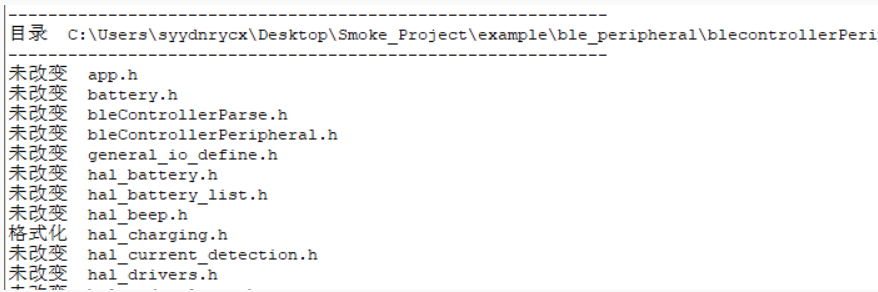 ------------------------------------------------------------
目录  C:\Users\syydnrycx\Desktop\Smoke_Project\example\ble_peripheral\blecontrollerPeri
------------------------------------------------------------
未改变  app.h
未改变  battery.h
未改变  bleControllerParse.h
未改变  bleControllerPeripheral.h
未改变  general_io_define.h
未改变  hal_battery.h
未改变  hal_battery_list.h
未改变  hal_beep.h
格式化  hal_charging.h
未改变  hal_current_detection.h
未改变  hal_drivers.h